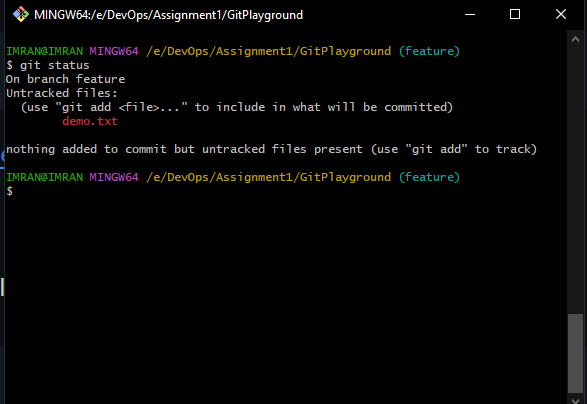 MINGW64:/e/DevOps/Assignment1/GitPlayground
IMRAN@IMRAN MINGW64 /e/DevOps/Assignment1/GitPlayground (feature)
$ git status
On branch feature
Untracked files:
  (use "git add <file>..." to include in what will be committed)
        demo.txt

nothing added to commit but untracked files present (use "git add" to track)

IMRAN@IMRAN MINGW64 /e/DevOps/Assignment1/GitPlayground (feature)
$